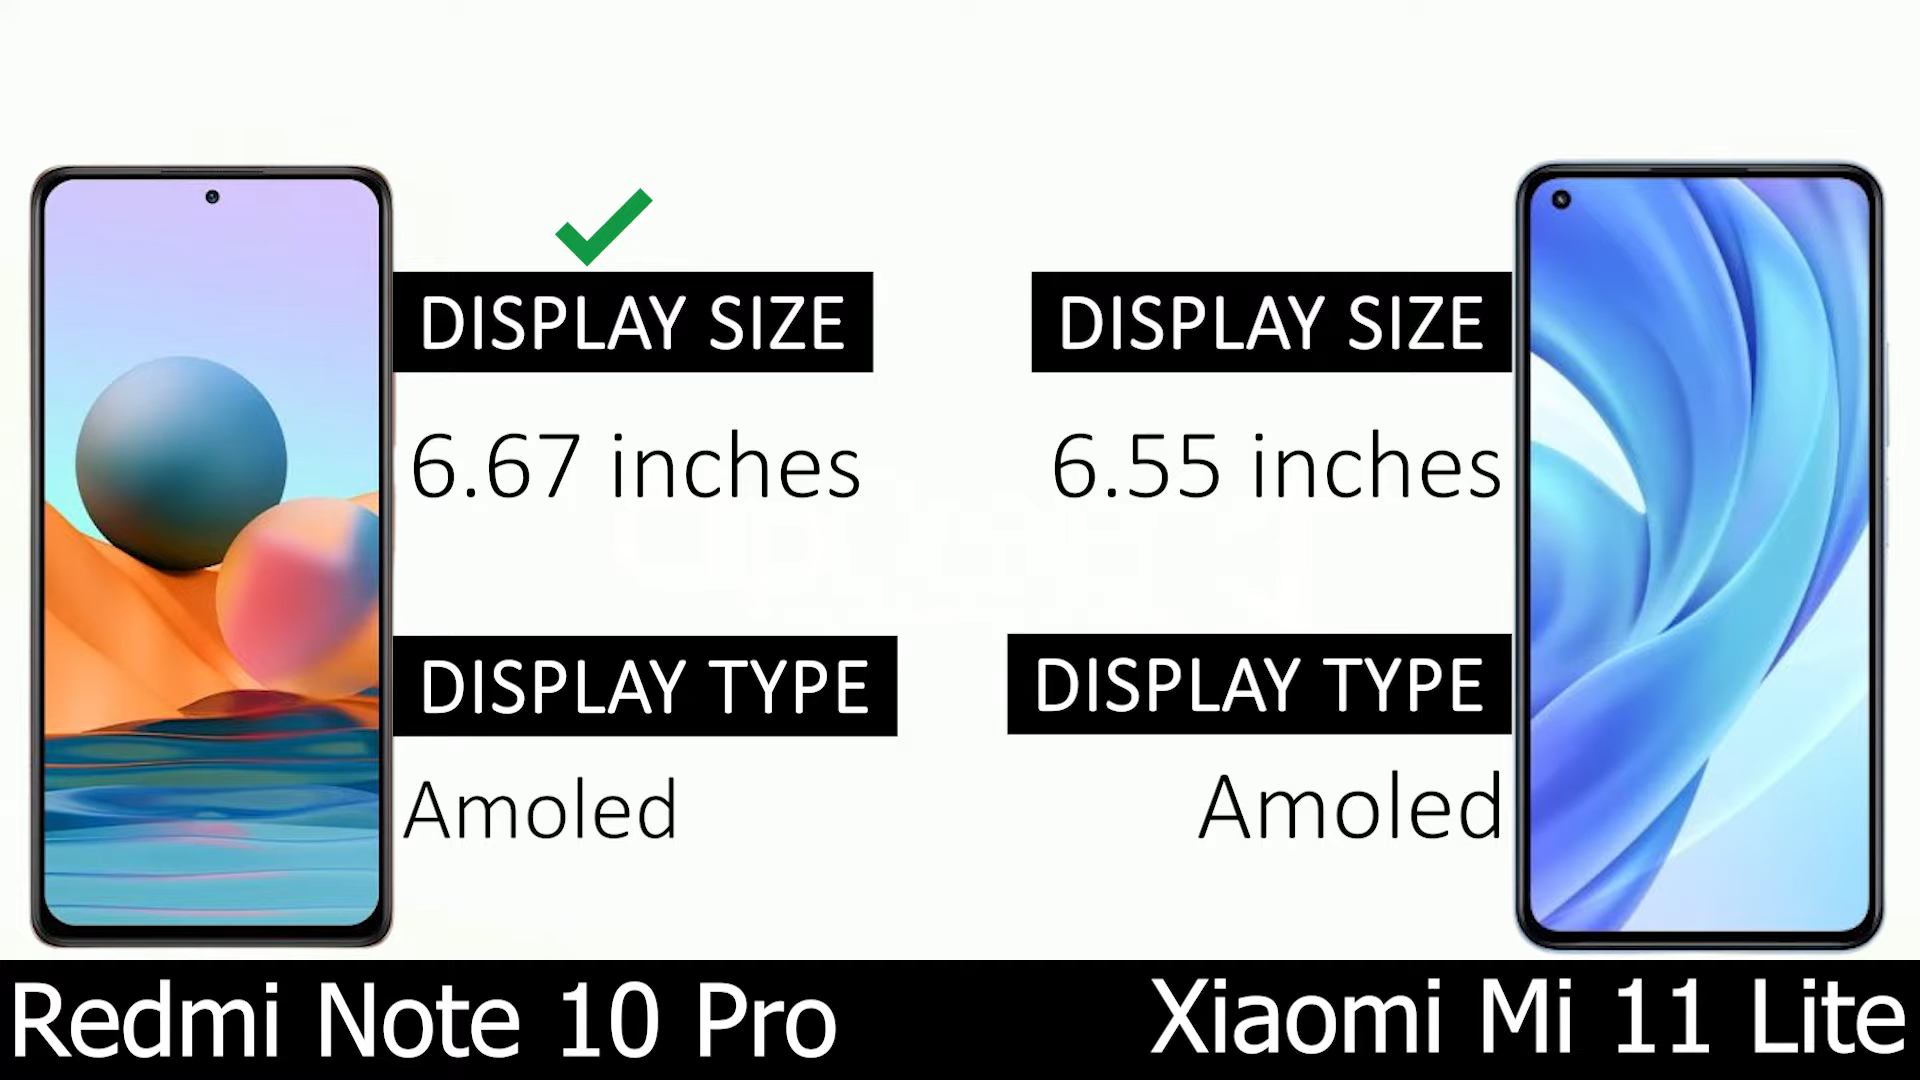 DISPLAY SIZE
6.67 inches
DISPLAY TYPE
Amoled
DISPLAY SIZE
6.55 inches
DISPLAY TYPE
Amoled
Redmi Note 10 Pro
Xiaomi Mi 11 Lite